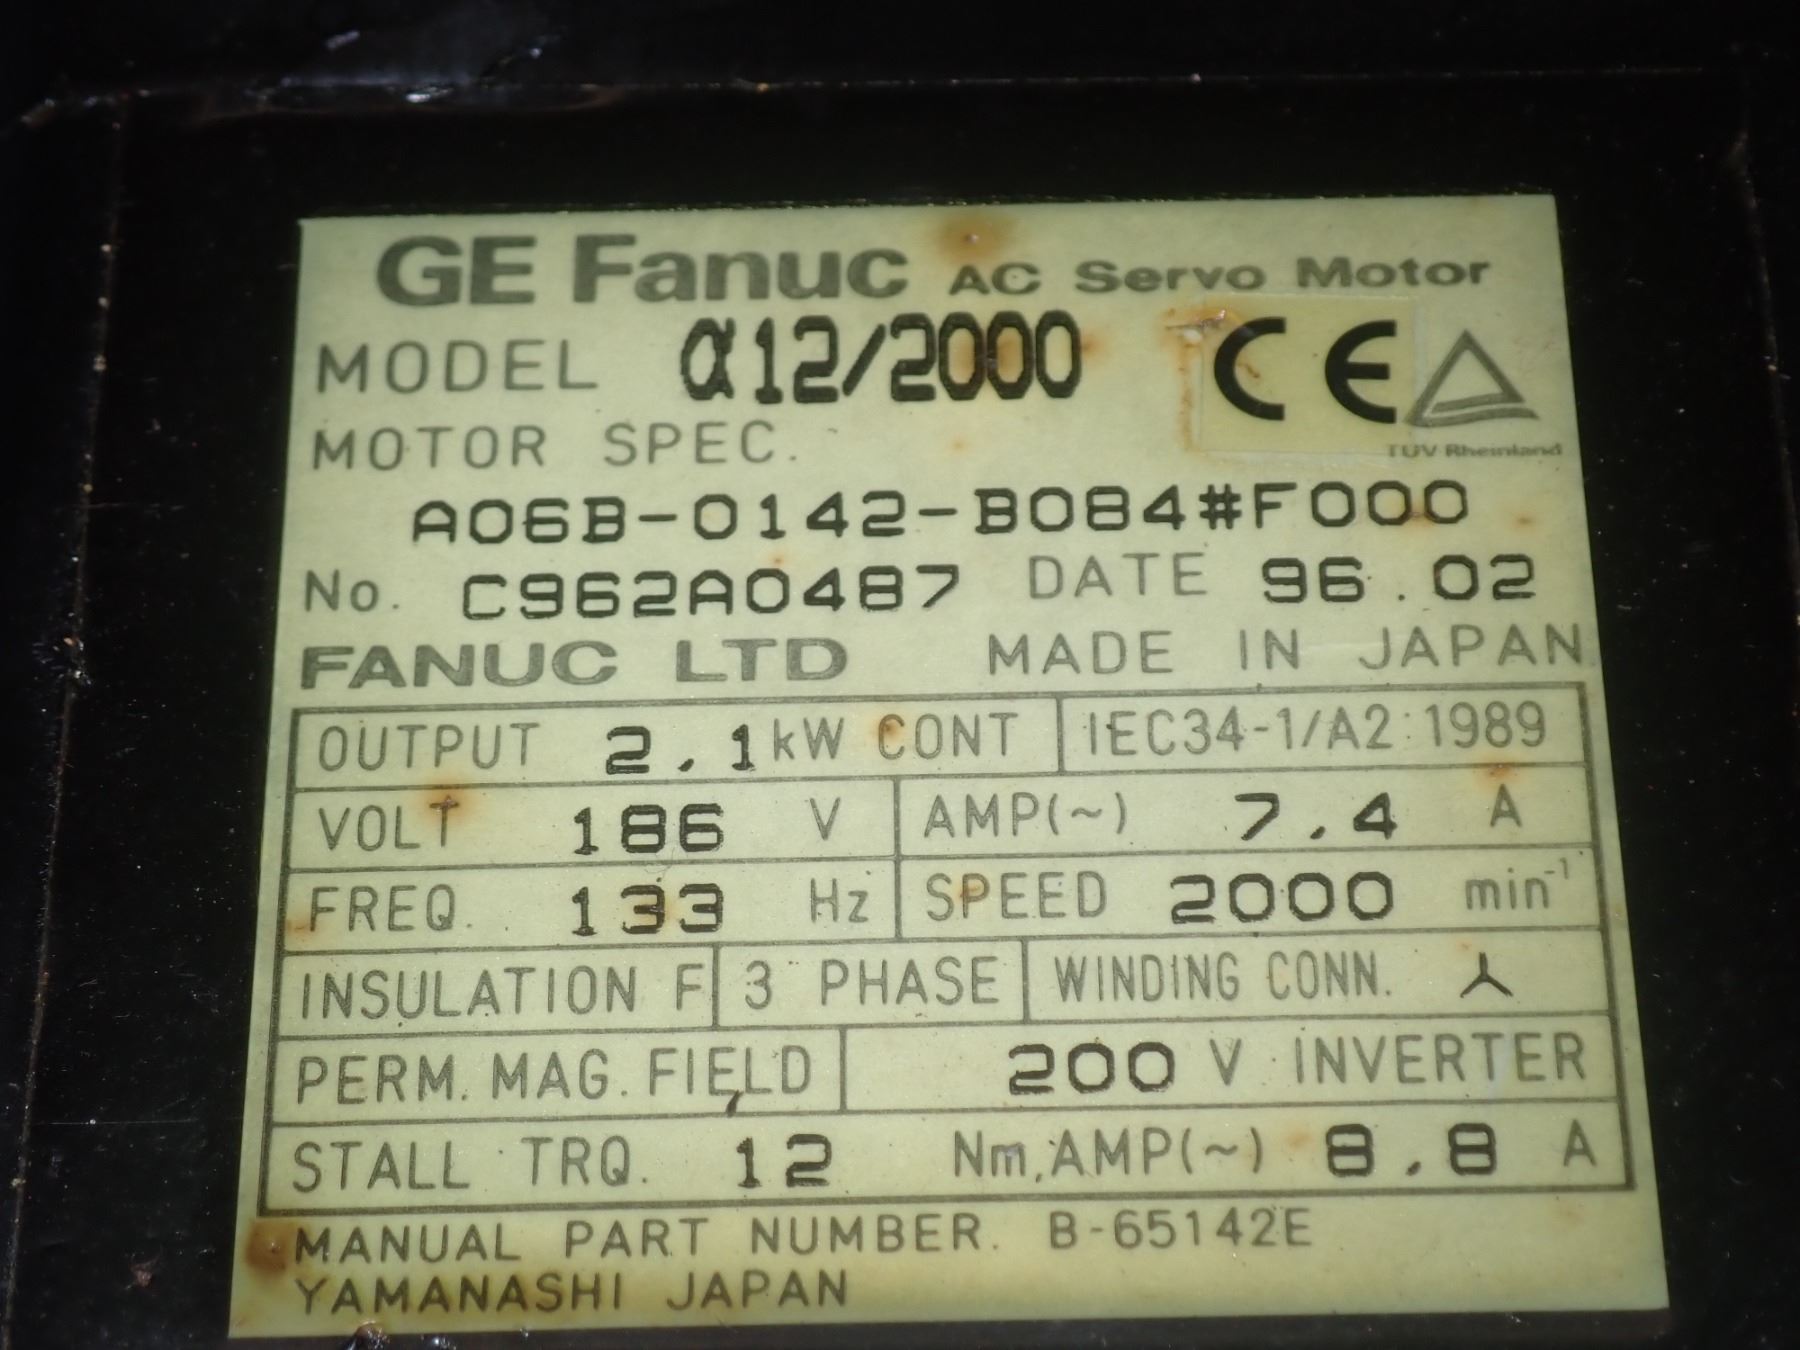 GE Fanuc AC Servo Motor
MODEL α12/2000 CE
TÜV Rheinland
MOTOR SPEC.
A06B-0142-B084#F000
No. C962A0487 DATE 96.02
FANUC LTD MADE IN JAPAN
OUTPUT 2.1 kW CONT IEC34-1/A2:1989
VOLT 186 V AMP(~) 7.4 A
FREQ. 133 Hz SPEED 2000 min⁻¹
INSULATION F 3 PHASE WINDING CONN. ⅄
PERM. MAG. FIELD 200 V INVERTER
STALL TRQ. 12 Nm, AMP(~) 8.8 A
MANUAL PART NUMBER. B-65142E
YAMANASHI JAPAN